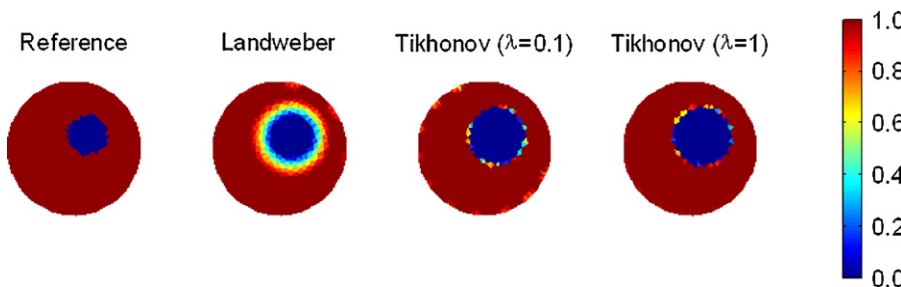 Reference
Landweber
Tikhonov (λ=0.1)
Tikhonov (λ=1)
1.0
0.8
0.6
0.4
0.2
0.0